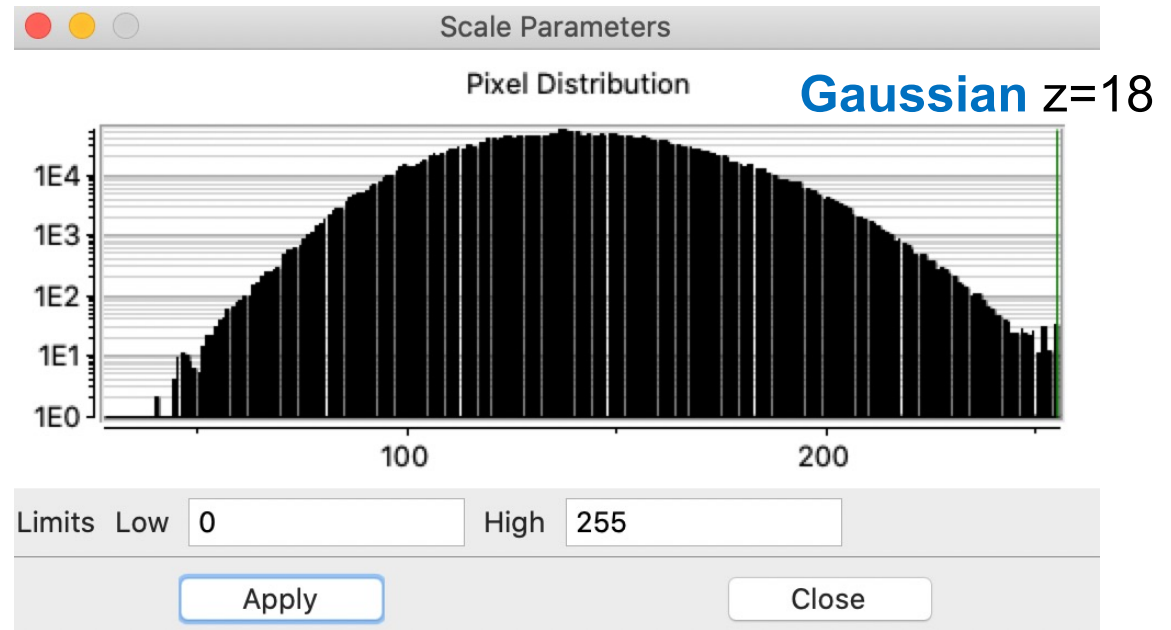 Scale Parameters
Pixel Distribution
Gaussian z=18
1E4
1E3
1E2
1E1
1E0
100 200
Limits Low 0 High 255
Apply Close